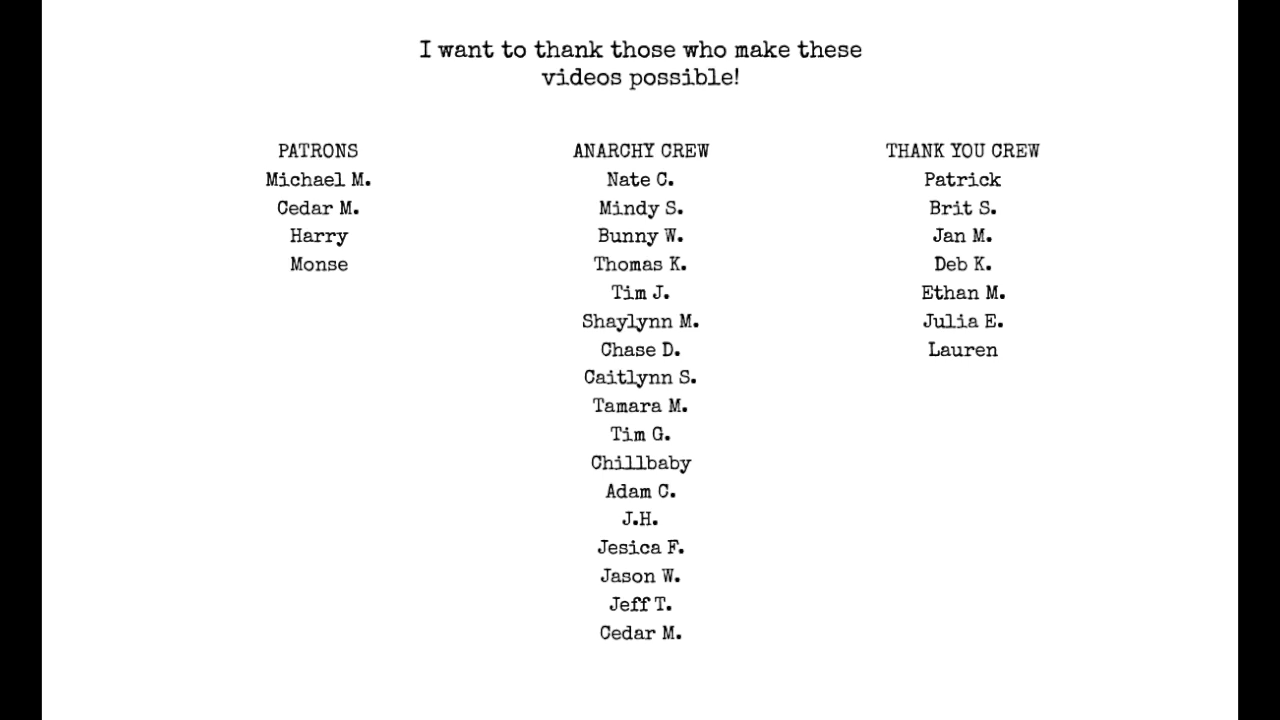 I want to thank those who make these
videos possible!
PATRONS
Michael M.
Cedar M.
Harry
Monse
ANARCHY CREW
Nate C.
Mindy S.
Bunny W.
Thomas K.
Tim J.
Shaylynn M.
Chase D.
Caitlynn S.
Tamara M.
Tim G.
Chillbaby
Adam C.
J.H.
Jesica F.
Jason W.
Jeff T.
Cedar M.
THANK YOU CREW
Patrick
Brit S.
Jan M.
Deb K.
Ethan M.
Julia E.
Lauren